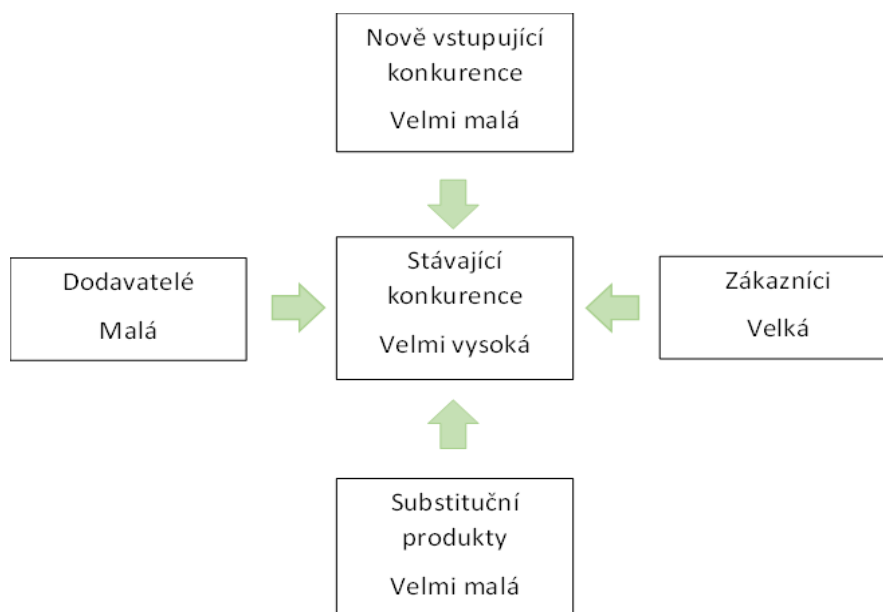 Nově vstupující
konkurence
Velmi malá
Dodavatelé
Malá
Stávající
konkurence
Velmi vysoká
Zákazníci
Velká
Substituční
produkty
Velmi malá